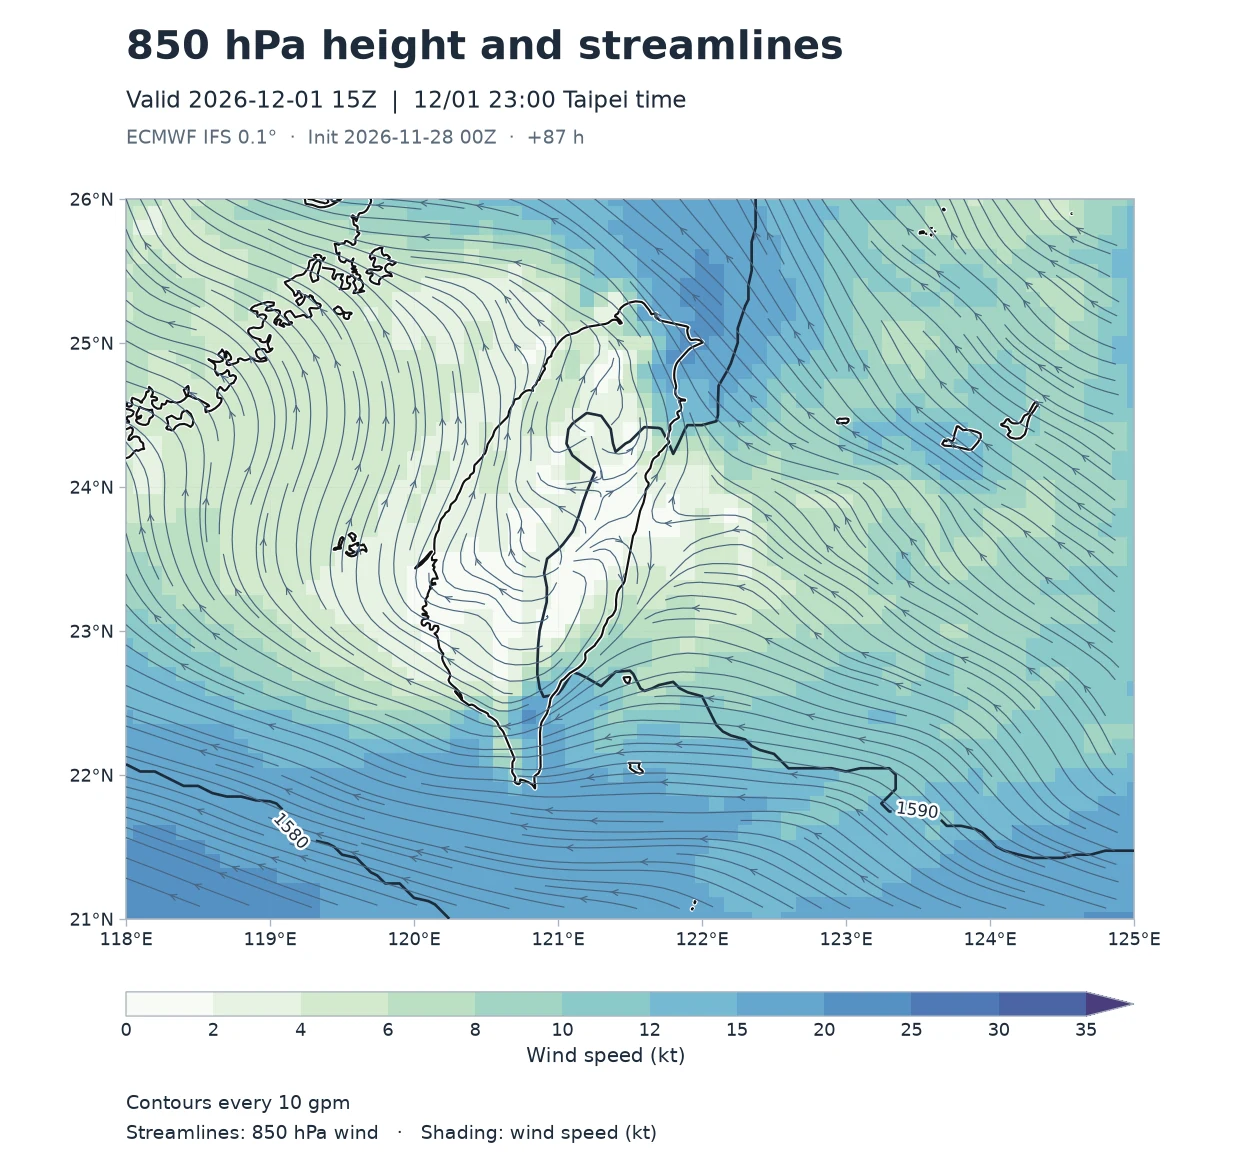 850 hPa height and streamlines
Valid 2026-12-01 15Z | 12/01 23:00 Taipei time
ECMWF IFS 0.1° · Init 2026-11-28 00Z · +87 h
26°N
25°N
24°N
23°N
22°N
21°N
1580
1590
118°E 119°E 120°E 121°E 122°E 123°E 124°E 125°E
0 2 4 6 8 10 12 15 20 25 30 35
Wind speed (kt)
Contours every 10 gpm
Streamlines: 850 hPa wind · Shading: wind speed (kt)